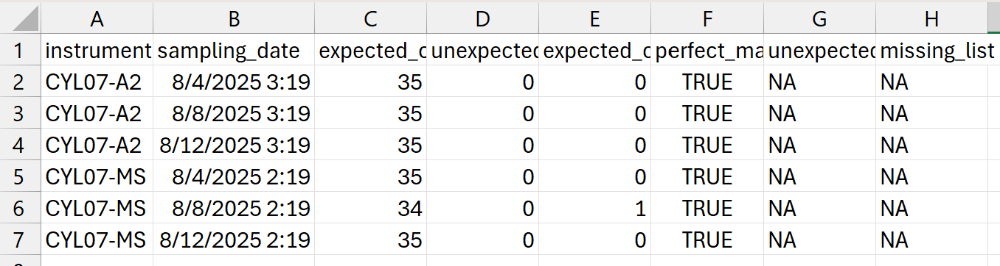 A B C D E F G H
1 instrument sampling_date expected_c unexpected expected_c perfect_ma unexpected missing_list
2 CYL07-A2 8/4/2025 3:19 35 0 0 TRUE NA NA
3 CYL07-A2 8/8/2025 3:19 35 0 0 TRUE NA NA
4 CYL07-A2 8/12/2025 3:19 35 0 0 TRUE NA NA
5 CYL07-MS 8/4/2025 2:19 35 0 0 TRUE NA NA
6 CYL07-MS 8/8/2025 2:19 34 0 1 TRUE NA NA
7 CYL07-MS 8/12/2025 2:19 35 0 0 TRUE NA NA